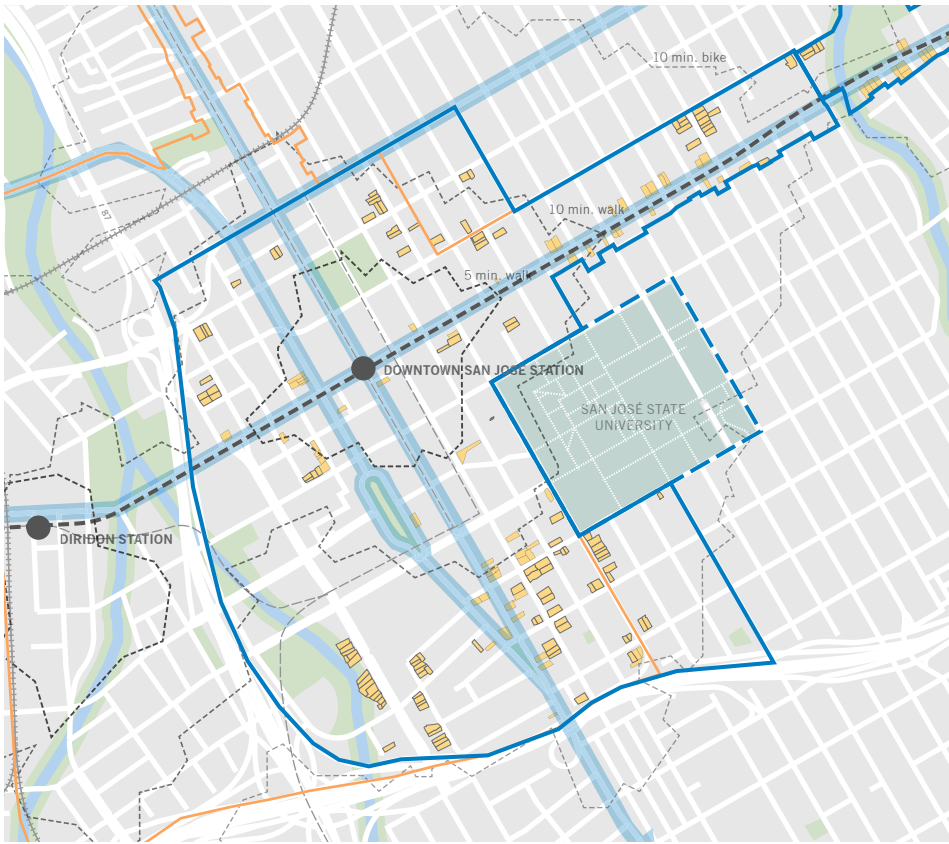 10 min. bike
87
10 min. walk
5 min. walk
DOWNTOWN SAN JOSE STATION
SAN JOSÉ STATE
UNIVERSITY
DIRIDON STATION